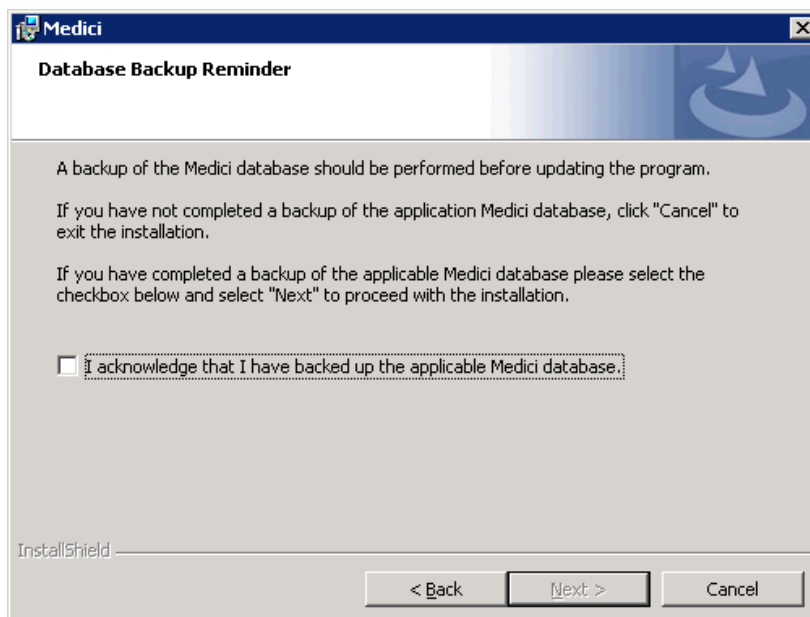 Medici
Database Backup Reminder
A backup of the Medici database should be performed before updating the program.
If you have not completed a backup of the application Medici database, click "Cancel" to
exit the installation.
If you have completed a backup of the applicable Medici database please select the
checkbox below and select "Next" to proceed with the installation.
I acknowledge that I have backed up the applicable Medici database.
InstallShield
< Back
Next >
Cancel